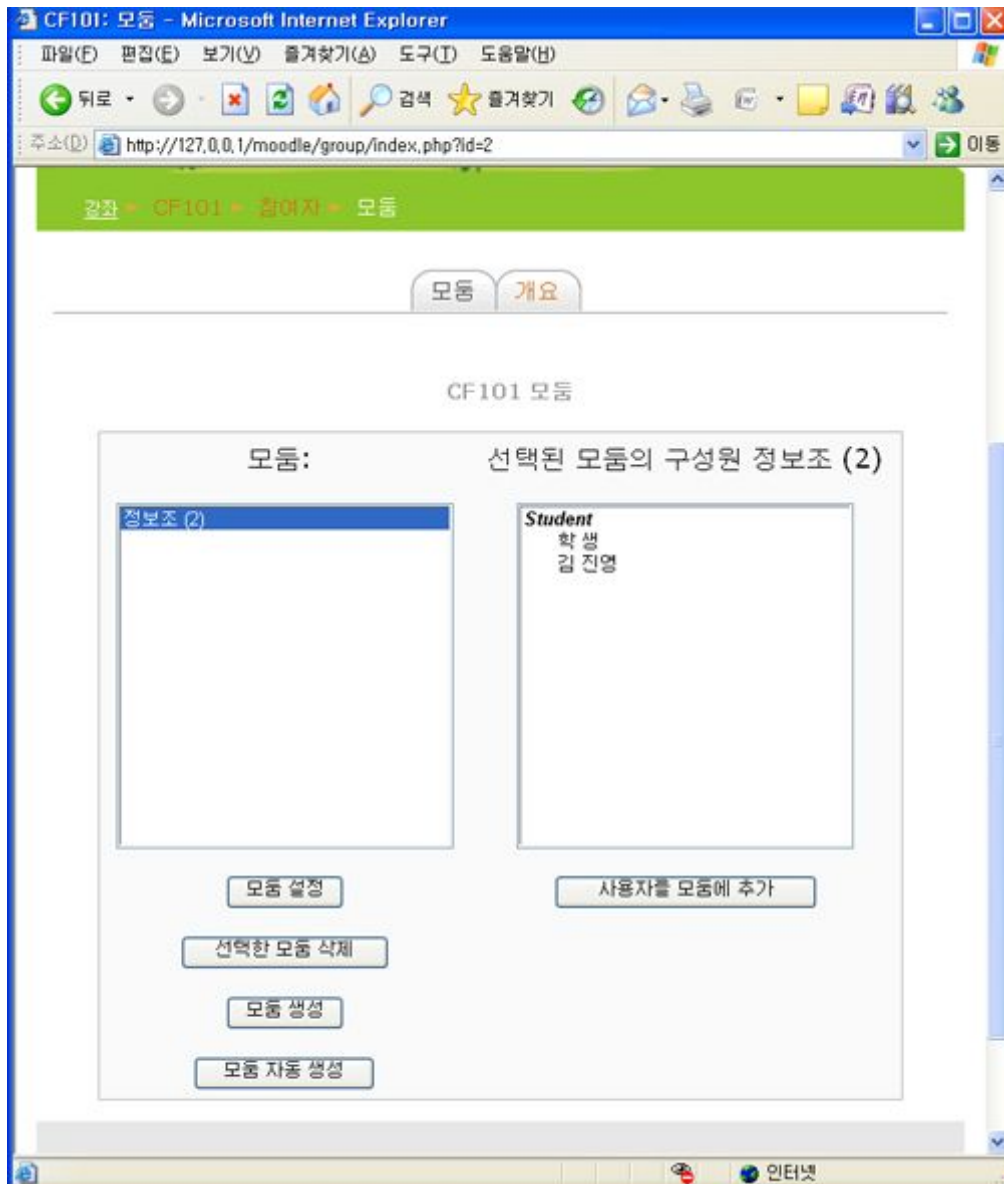 CF101: 모둠 - Microsoft Internet Explorer
파일(F) 편집(E) 보기(V) 즐겨찾기(A) 도구(T) 도움말(H)
뒤로 검색 즐겨찾기
주소(D) http://127.0.0.1/moodle/group/index.php?id=2 이동
강좌 ► CF101 ► 참여자 ► 모둠
모둠 개요
CF101 모둠
모둠: 선택된 모둠의 구성원 정보조 (2)
정보조 (2) Student
학 생
김 진영
모둠 설정 사용자를 모둠에 추가
선택한 모둠 삭제
모둠 생성
모둠 자동 생성
인터넷